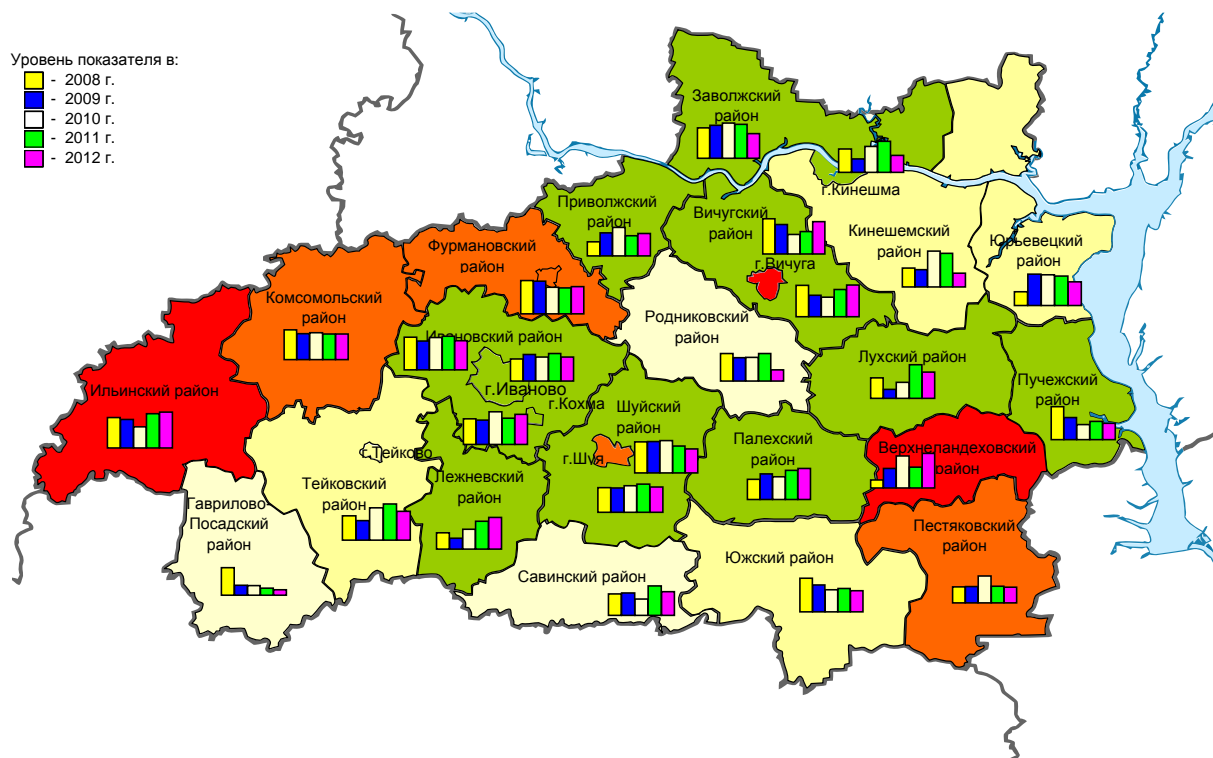 Уровень показателя в:
- 2008 г.
- 2009 г.
- 2010 г.
- 2011 г.
- 2012 г.
Заволжский
район
г.Кинешма
Приволжский
район
Вичугский
район
Кинешемский
район
Юрьевецкий
район
Фурмановский
район
г.Вичуга
Комсомольский
район
Родниковский
район
Ивановский район
Лухский район
Пучежский
район
Ильинский район
г.Иваново
г.Кохма
Шуйский
район
Палехский
район
Верхнеландеховский
район
г.Тейково
г.Шуя
Лежневский
район
Тейковский
район
Гаврилово-
Посадский
район
Пестяковский
район
Савинский район
Южский район